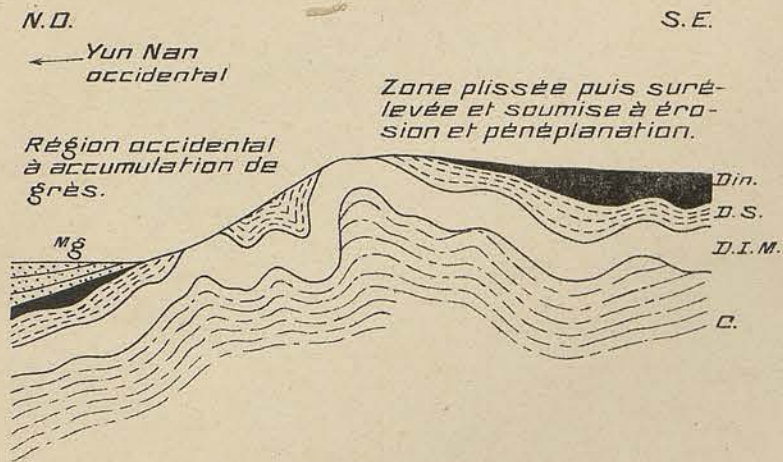 N.O.
S.E.
← Yun Nan
occidental
Zone plissée puis suré-
levée et soumise à éro-
sion et pénéplanation.
Région occidental
à accumulation de
grès.
Mg
Din.
D.S.
D.I.M.
C.